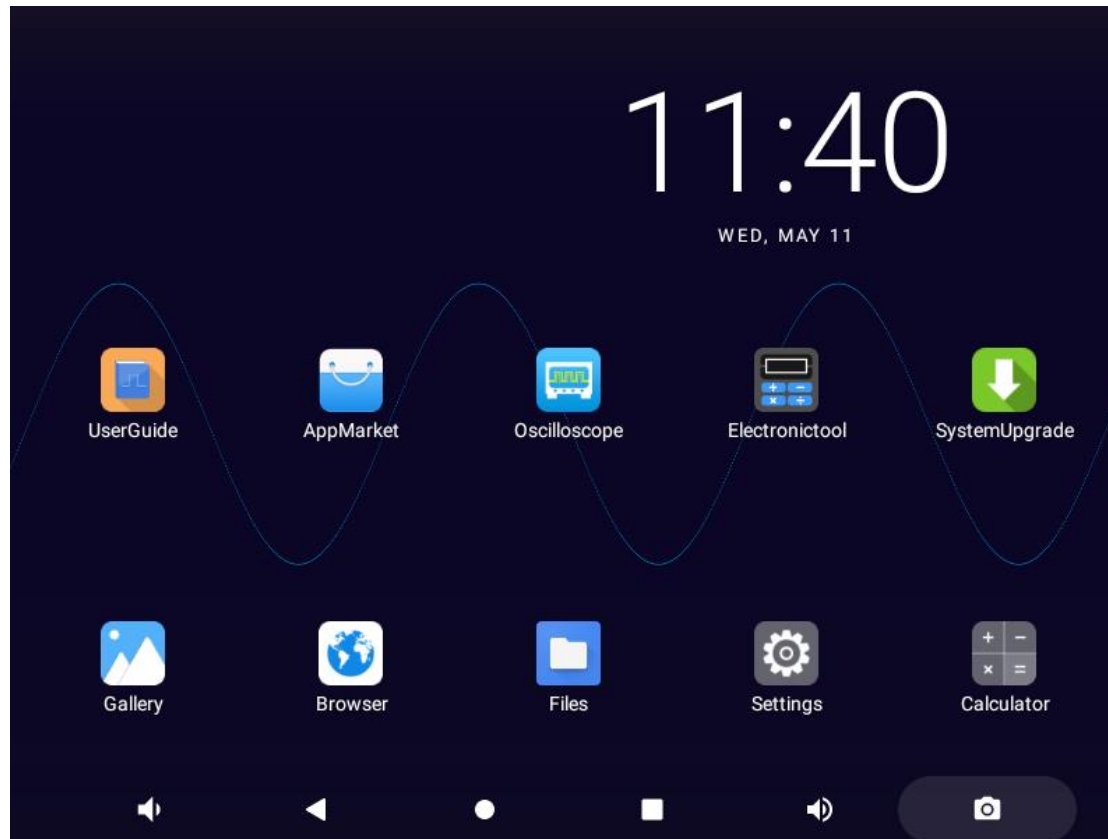 11:40
WED, MAY 11
UserGuide AppMarket Oscilloscope Electronictool SystemUpgrade
Gallery Browser Files Settings Calculator